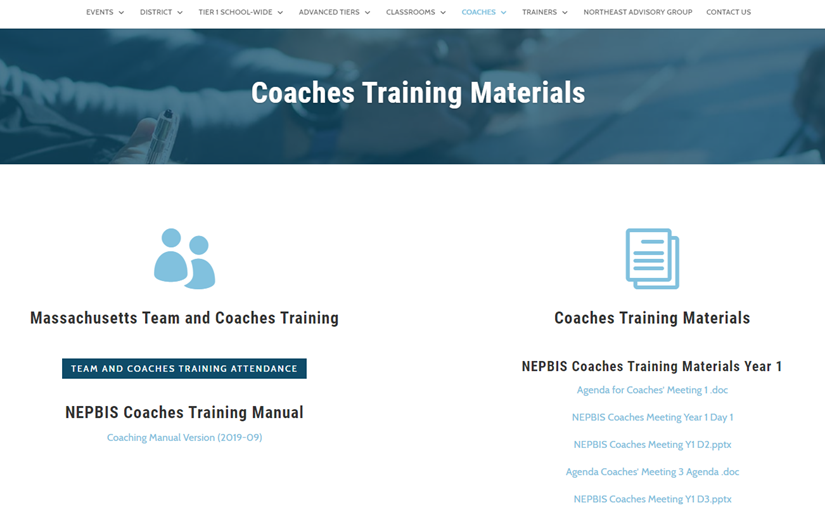 EVENTS DISTRICT TIER 1 SCHOOL-WIDE ADVANCED TIERS CLASSROOMS COACHES TRAINERS NORTHEAST ADVISORY GROUP CONTACT US
Coaches Training Materials
Massachusetts Team and Coaches Training
TEAM AND COACHES TRAINING ATTENDANCE
NEPBIS Coaches Training Manual
Coaching Manual Version (2019-09)
Coaches Training Materials
NEPBIS Coaches Training Materials Year 1
Agenda for Coaches' Meeting 1 .doc
NEPBIS Coaches Meeting Year 1 Day 1
NEPBIS Coaches Meeting Y1 D2.pptx
Agenda Coaches' Meeting 3 Agenda .doc
NEPBIS Coaches Meeting Y1 D3.pptx